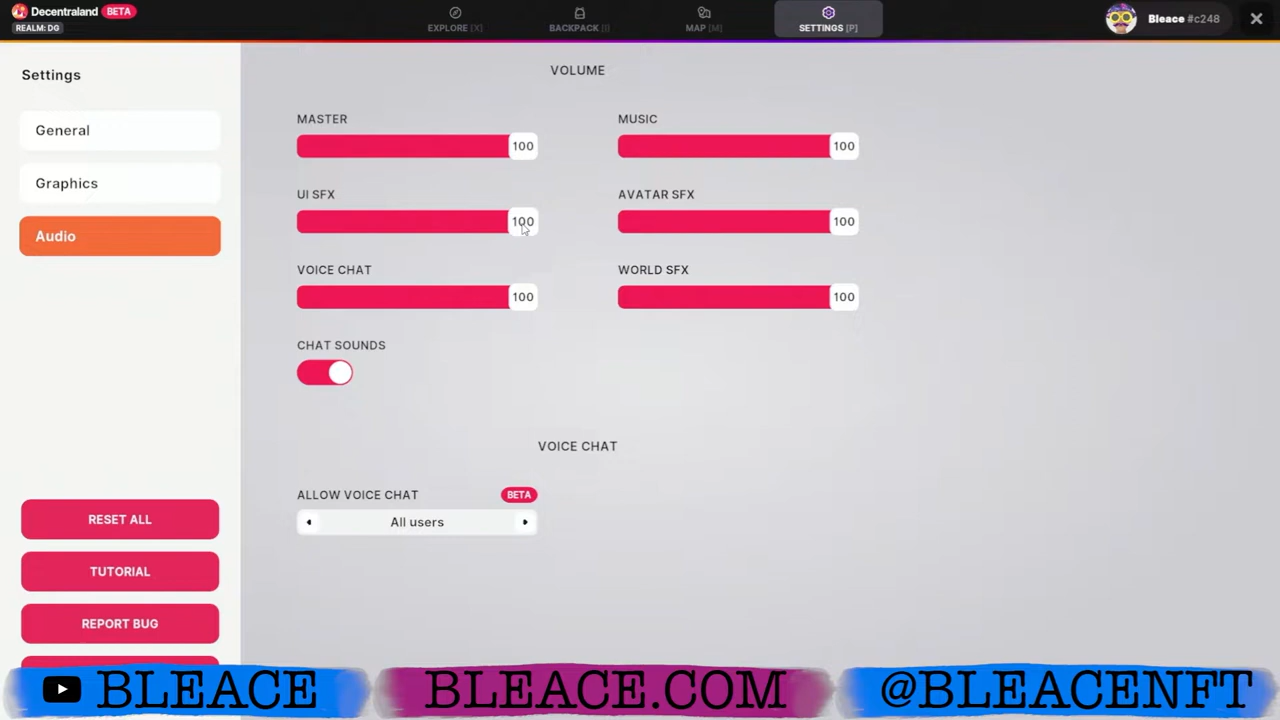 Decentraland BETA
REALM: DG
EXPLORE [X]
BACKPACK [I]
MAP [M]
SETTINGS [P]
Bleace #c248
Settings
General
Graphics
Audio
RESET ALL
TUTORIAL
REPORT BUG
VOLUME
MASTER
100
MUSIC
100
UI SFX
100
AVATAR SFX
100
VOICE CHAT
100
WORLD SFX
100
CHAT SOUNDS
VOICE CHAT
ALLOW VOICE CHAT BETA
All users
BLEACE
BLEACE.COM
@BLEACENFT